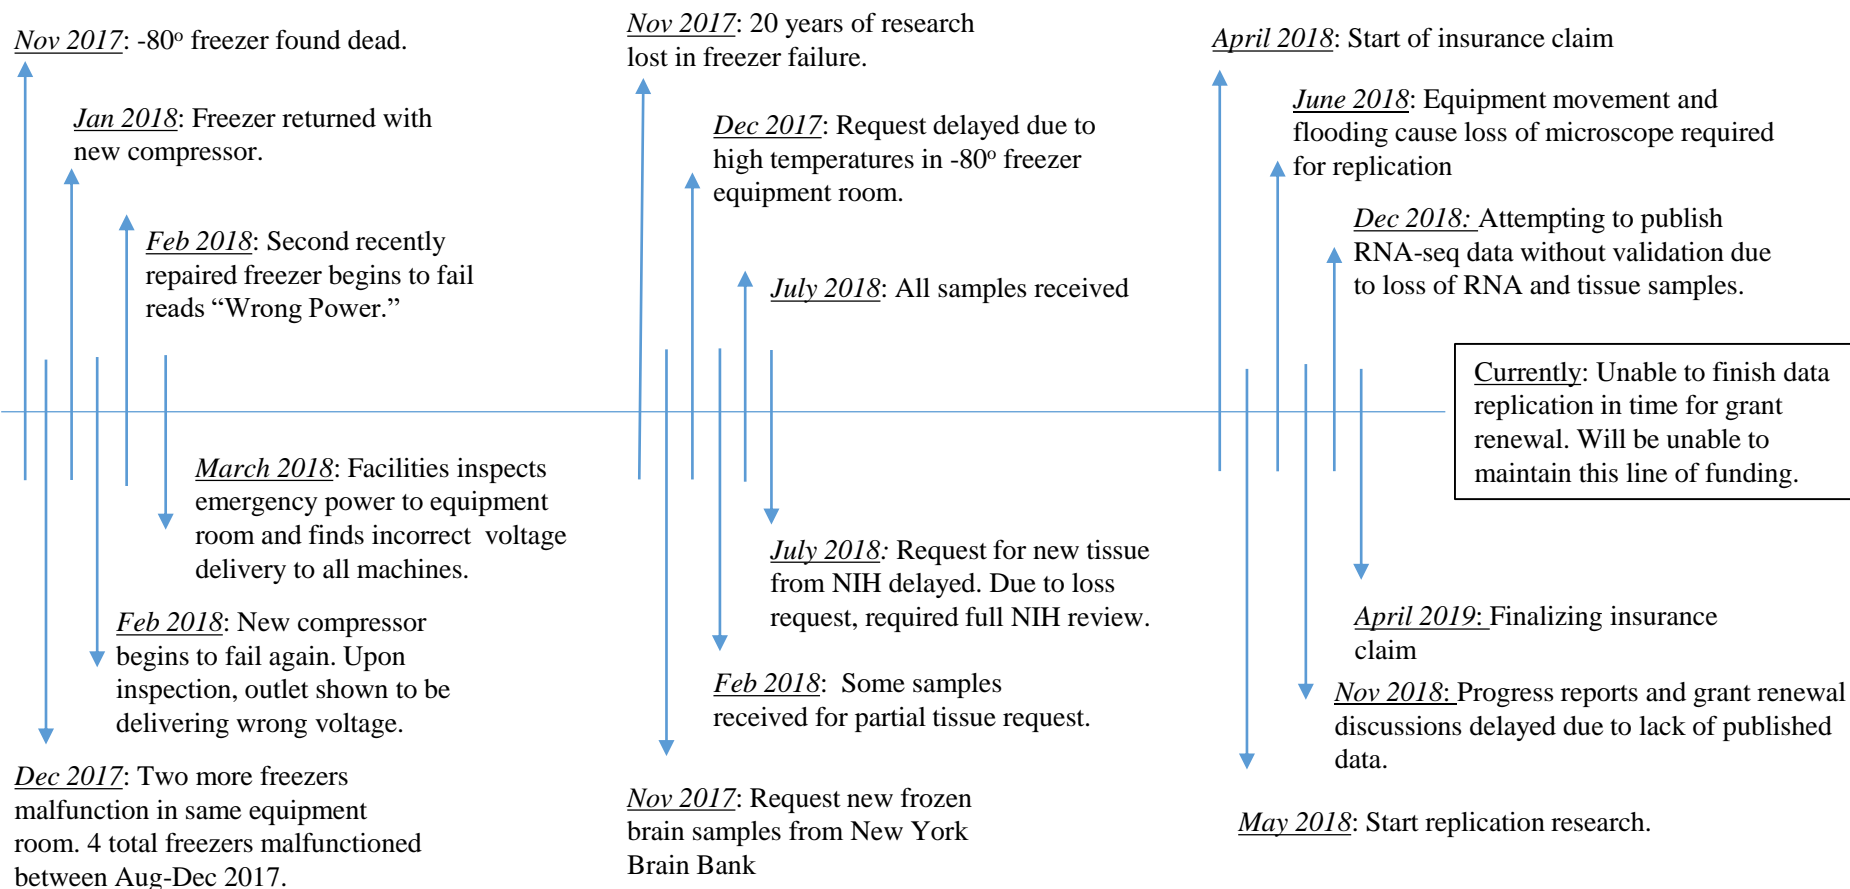 Nov 2017: -80o freezer found dead.
Jan 2018: Freezer returned with
new compressor.
Feb 2018: Second recently
repaired freezer begins to fail
reads “Wrong Power.”
March 2018: Facilities inspects
emergency power to equipment
room and finds incorrect  voltage
delivery to all machines.
Feb 2018: New compressor
begins to fail again. Upon
inspection, outlet shown to be
delivering wrong voltage.
Dec 2017: Two more freezers
malfunction in same equipment
room. 4 total freezers malfunctioned
between Aug-Dec 2017.
Nov 2017: 20 years of research
lost in freezer failure.
Dec 2017: Request delayed due to
high temperatures in -80o freezer
equipment room.
July 2018: All samples received
July 2018: Request for new tissue
from NIH delayed. Due to loss
request, required full NIH review.
Feb 2018:  Some samples
received for partial tissue request.
Nov 2017: Request new frozen
brain samples from New York
Brain Bank
April 2018: Start of insurance claim
June 2018: Equipment movement and
flooding cause loss of microscope required
for replication
Dec 2018: Attempting to publish
RNA-seq data without validation due
to loss of RNA and tissue samples.
Currently: Unable to finish data
replication in time for grant
renewal. Will be unable to
maintain this line of funding.
April 2019: Finalizing insurance
claim
Nov 2018: Progress reports and grant renewal
discussions delayed due to lack of published
data.
May 2018: Start replication research.